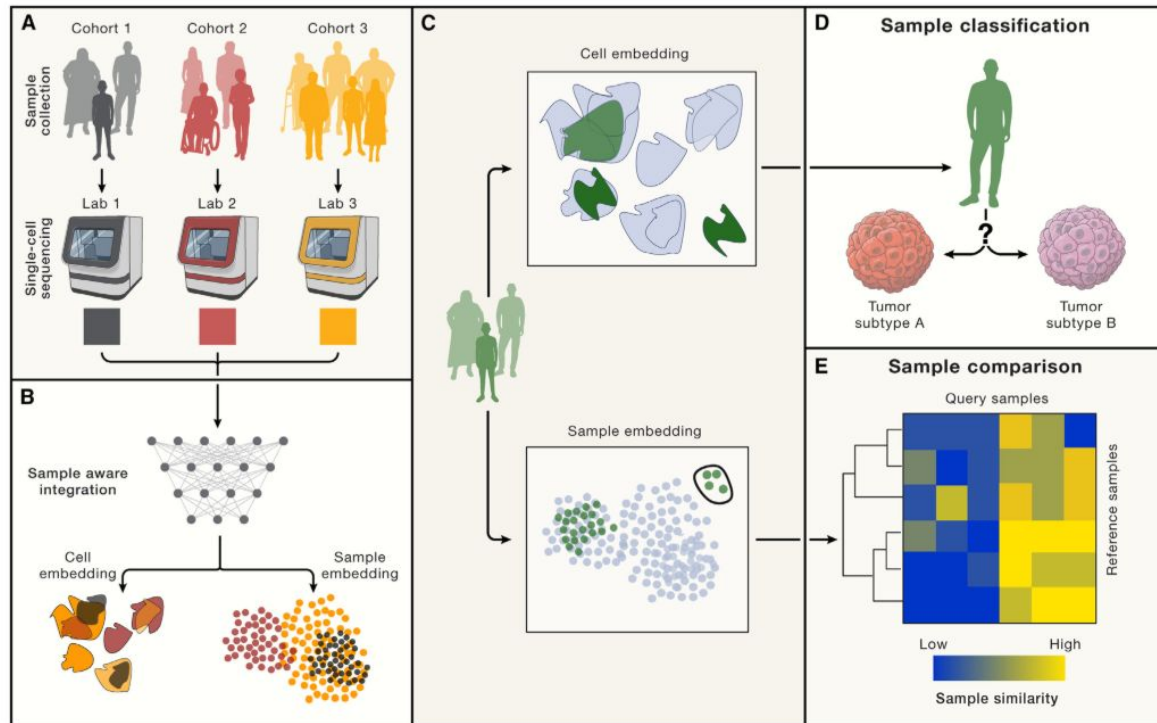 A
Cohort 1
Cohort 2
Cohort 3
Sample
collection
Lab 1
Lab 2
Lab 3
Single-cell
sequencing
B
Sample aware
integration
Cell
embedding
Sample
embedding
C
Cell embedding
Sample embedding
D
Sample classification
?
Tumor
subtype A
Tumor
subtype B
E
Sample comparison
Query samples
Reference samples
Low
High
Sample similarity